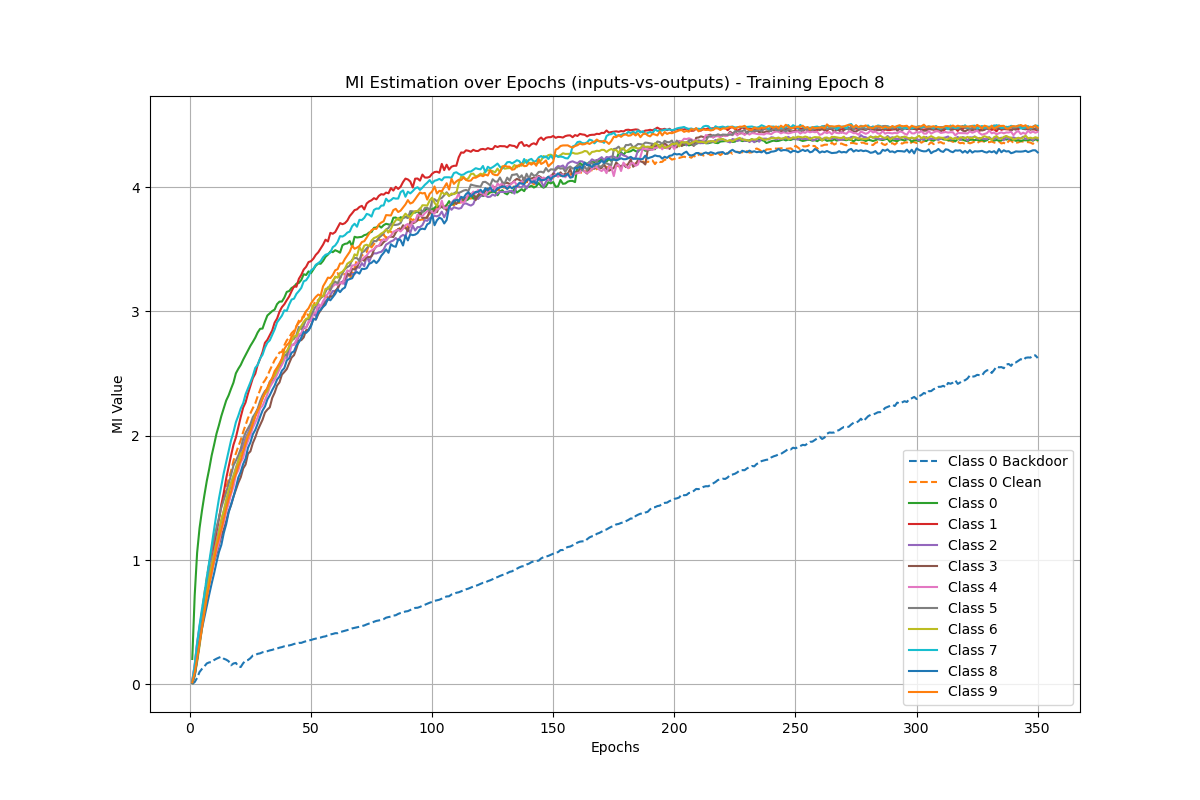 MI Estimation over Epochs (inputs-vs-outputs) - Training Epoch 8
MI Value
4
3
2
1
0
0 50 100 150 200 250 300 350
Epochs
Class 0 Backdoor
Class 0 Clean
Class 0
Class 1
Class 2
Class 3
Class 4
Class 5
Class 6
Class 7
Class 8
Class 9